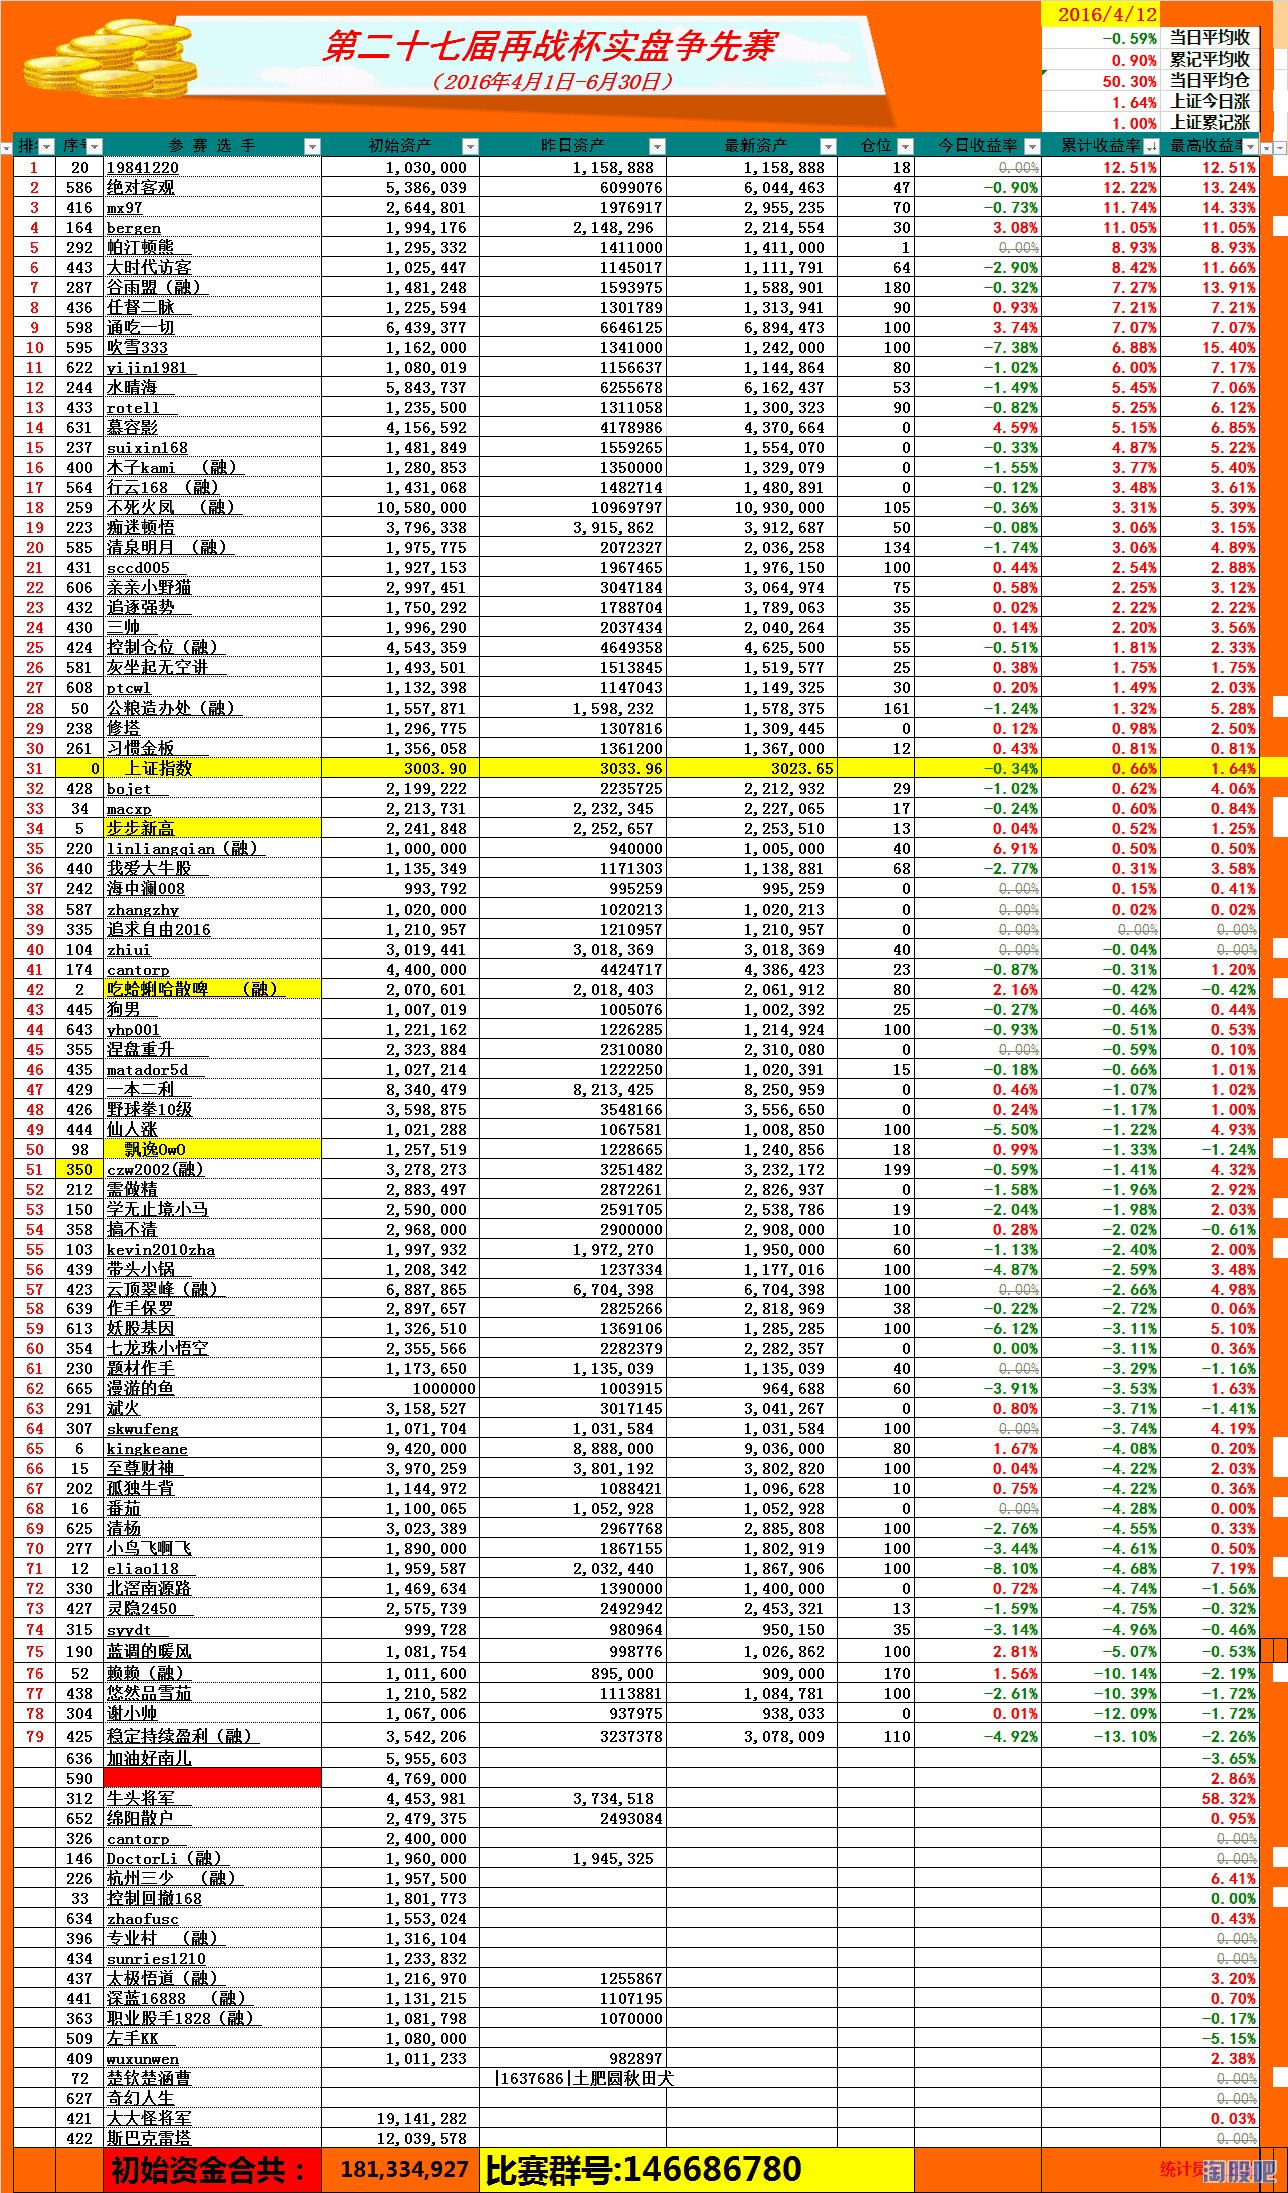 第二十七届再战杯实盘争先赛
(2016年4月1日-6月30日)
2016/4/12
-0.59% 当日平均收
0.90% 累记平均收
50.30% 当日平均仓
1.64% 上证今日涨
1.00% 上证累记涨
排名 序号 参 赛 选 手 初始资产 昨日资产 最新资产 仓位 今日收益率 累计收益率 最高收益率
1 20 19841220 1,030,000 1,158,888 1,158,888 18 0.00% 12.51% 12.51%
2 586 绝对客观 5,386,039 6099076 6,044,463 47 -0.90% 12.22% 13.24%
3 416 mx97 2,644,801 1976917 2,955,235 70 -0.73% 11.74% 14.33%
4 164 bergen 1,994,176 2,148,296 2,214,554 30 3.08% 11.05% 11.05%
5 292 帕汀顿熊 1,295,332 1411000 1,411,000 1 0.00% 8.93% 8.93%
6 443 大时代访客 1,025,447 1145017 1,111,791 64 -2.90% 8.42% 11.66%
7 287 谷雨盟（融） 1,481,248 1593975 1,588,901 180 -0.32% 7.27% 13.91%
8 436 任督二脉 1,225,594 1301789 1,313,941 90 0.93% 7.21% 7.21%
9 598 通吃一切 6,439,377 6646125 6,894,473 100 3.74% 7.07% 7.07%
10 595 吹雪333 1,162,000 1341000 1,242,000 100 -7.38% 6.88% 15.40%
11 622 yijin1981 1,080,019 1156637 1,144,864 80 -1.02% 6.00% 7.17%
12 244 水晴海 5,843,737 6255678 6,162,437 53 -1.49% 5.45% 7.06%
13 433 rotell 1,235,500 1311058 1,300,323 90 -0.82% 5.25% 6.12%
14 631 慕容影 4,156,592 4178986 4,370,664 0 4.59% 5.15% 6.85%
15 237 suixin168 1,481,849 1559265 1,554,070 0 -0.33% 4.87% 5.22%
16 400 木子kami （融） 1,280,853 1350000 1,329,079 0 -1.55% 3.77% 5.40%
17 564 行云168 （融） 1,431,068 1482714 1,480,891 0 -0.12% 3.48% 3.61%
18 259 不死火凤 （融） 10,580,000 10969797 10,930,000 105 -0.36% 3.31% 5.39%
19 223 痴迷顿悟 3,796,338 3,915,862 3,912,687 50 -0.08% 3.06% 3.15%
20 585 清泉明月 （融） 1,975,775 2072327 2,036,258 134 -1.74% 3.06% 4.89%
21 431 sccd005 1,927,153 1967465 1,976,150 100 0.44% 2.54% 2.88%
22 606 亲亲小野猫 2,997,451 3047184 3,064,974 75 0.58% 2.25% 3.12%
23 432 追逐强势 1,750,292 1788704 1,789,063 35 0.02% 2.22% 2.22%
24 430 三帅 1,996,290 2037434 2,040,264 35 0.14% 2.20% 3.56%
25 424 控制仓位（融） 4,543,359 4649358 4,625,500 55 -0.51% 1.81% 2.33%
26 581 灰坐起无空讲 1,493,501 1513845 1,519,577 25 0.38% 1.75% 1.75%
27 608 ptcwl 1,132,398 1147043 1,149,325 30 0.20% 1.49% 2.03%
28 50 公粮造办处（融） 1,557,871 1,598,232 1,578,375 161 -1.24% 1.32% 5.28%
29 238 修塔 1,296,775 1307816 1,309,445 0 0.12% 0.98% 2.50%
30 261 习惯金板 1,356,058 1361200 1,367,000 12 0.43% 0.81% 0.81%
31 0 上证指数 3003.90 3033.96 3023.65 -0.34% 0.66% 1.64%
32 428 bojet 2,199,222 2235725 2,212,932 29 -1.02% 0.62% 4.06%
33 34 macxp 2,213,731 2,232,345 2,227,065 17 -0.24% 0.60% 0.84%
34 5 步步新高 2,241,848 2,252,657 2,253,510 13 0.04% 0.52% 1.25%
35 220 linliangqian（融） 1,000,000 940000 1,005,000 40 6.91% 0.50% 0.50%
36 440 我爱大牛股 1,135,349 1171303 1,138,881 68 -2.77% 0.31% 3.58%
37 242 海中澜008 993,792 995259 995,259 0 0.00% 0.15% 0.41%
38 587 zhangzhy 1,020,000 1020213 1,020,213 0 0.00% 0.02% 0.02%
39 335 追求自由2016 1,210,957 1210957 1,210,957 0 0.00% 0.00% 0.00%
40 104 zhiui 3,019,441 3,018,369 3,018,369 40 0.00% -0.04% 0.00%
41 174 cantorp 4,400,000 4424717 4,386,423 23 -0.87% -0.31% 1.20%
42 2 吃蛤蜊哈散啤 （融） 2,070,601 2,018,403 2,061,912 80 2.16% -0.42% -0.42%
43 445 狗男 1,007,019 1005076 1,002,392 25 -0.27% -0.46% 0.44%
44 643 yhp001 1,221,162 1226285 1,214,924 100 -0.93% -0.51% 0.53%
45 355 涅盘重升 2,323,884 2310080 2,310,080 0 0.00% -0.59% 0.10%
46 435 matador5d 1,027,214 1222250 1,020,391 15 -0.18% -0.66% 1.01%
47 429 一本二利 8,340,479 8,213,425 8,250,959 0 0.46% -1.07% 1.02%
48 426 野球拳10级 3,598,875 3548166 3,556,650 0 0.24% -1.17% 1.00%
49 444 仙人涨 1,021,288 1067581 1,008,850 100 -5.50% -1.22% 4.93%
50 98 飘逸OwO 1,257,519 1228665 1,240,856 18 0.99% -1.33% -1.24%
51 350 czw2002(融) 3,278,273 3251482 3,232,172 199 -0.59% -1.41% 4.32%
52 212 需做精 2,883,497 2872261 2,826,937 0 -1.58% -1.96% 2.92%
53 150 学无止境小马 2,590,000 2591705 2,538,786 19 -2.04% -1.98% 2.03%
54 358 搞不清 2,968,000 2900000 2,908,000 10 0.28% -2.02% -0.61%
55 103 kevin2010zha 1,997,932 1,972,270 1,950,000 60 -1.13% -2.40% 2.00%
56 439 带头小锅 1,208,342 1237334 1,177,016 100 -4.87% -2.59% 3.48%
57 423 云顶翠峰（融） 6,887,865 6,704,398 6,704,398 100 0.00% -2.66% 4.98%
58 639 作手保罗 2,897,657 2825266 2,818,969 38 -0.22% -2.72% 0.06%
59 613 妖股基因 1,326,510 1369106 1,285,285 100 -6.12% -3.11% 5.10%
60 354 七龙珠小悟空 2,355,566 2282379 2,282,357 0 0.00% -3.11% 0.36%
61 230 题材作手 1,173,650 1,135,039 1,135,039 40 0.00% -3.29% -1.16%
62 665 漫游的鱼 1000000 1003915 964,688 60 -3.91% -3.53% 1.63%
63 291 斌火 3,158,527 3017145 3,041,267 0 0.80% -3.71% -1.41%
64 307 skwufeng 1,071,704 1,031,584 1,031,584 100 0.00% -3.74% 4.19%
65 6 kingkeane 9,420,000 8,888,000 9,036,000 80 1.67% -4.08% 0.20%
66 15 至尊财神 3,970,259 3,801,192 3,802,820 100 0.04% -4.22% 2.03%
67 202 孤独牛背 1,144,972 1088421 1,096,628 10 0.75% -4.22% 0.36%
68 16 番茄 1,100,065 1,052,928 1,052,928 0 0.00% -4.28% 0.00%
69 625 清杨 3,023,389 2967768 2,885,808 100 -2.76% -4.55% 0.33%
70 277 小鸟飞啊飞 1,890,000 1867155 1,802,919 100 -3.44% -4.61% 0.50%
71 12 eliao118 1,959,587 2,032,440 1,867,906 100 -8.10% -4.68% 7.19%
72 330 北滘南源路 1,469,634 1390000 1,400,000 0 0.72% -4.74% -1.56%
73 427 灵隐2450 2,575,739 2492942 2,453,321 13 -1.59% -4.75% -0.32%
74 315 syydt 999,728 980964 950,150 35 -3.14% -4.96% -0.46%
75 190 蓝调的暖风 1,081,754 998776 1,026,862 100 2.81% -5.07% -0.53%
76 52 赖赖（融） 1,011,600 895,000 909,000 170 1.56% -10.14% -2.19%
77 438 悠然品雪茄 1,210,582 1113881 1,084,781 100 -2.61% -10.39% -1.72%
78 304 谢小帅 1,067,006 937975 938,033 0 0.01% -12.09% -1.72%
79 425 稳定持续盈利（融） 3,542,206 3237378 3,078,009 110 -4.92% -13.10% -2.26%
636 加油好南儿 5,955,603 -3.65%
590 4,769,000 2.86%
312 牛头将军 4,453,981 3,734,518 58.32%
652 绵阳散户 2,479,375 2493084 0.95%
326 cantorp 2,400,000 0.00%
146 DoctorLi（融） 1,960,000 1,945,325 0.00%
226 杭州三少 （融） 1,957,500 6.41%
33 控制回撤168 1,801,773 0.00%
634 zhaofusc 1,553,024 0.43%
396 专业村 （融） 1,316,104 0.00%
434 sunries1210 1,233,832 0.00%
437 太极悟道（融） 1,216,970 1255867 3.20%
441 深蓝16888 （融） 1,131,215 1107195 0.70%
363 职业股手1828（融） 1,081,798 1070000 -0.17%
509 左手KK 1,080,000 -5.15%
409 wuxunwen 1,011,233 982897 2.38%
72 楚钦楚涵曹 |1637686|土肥圆秋田犬 0.00%
627 奇幻人生 0.00%
421 大大怪将军 19,141,282 0.03%
422 斯巴克雷塔 12,039,578 0.00%
初始资金合共： 181,334,927 比赛群号:146686780 统计员
淘股吧